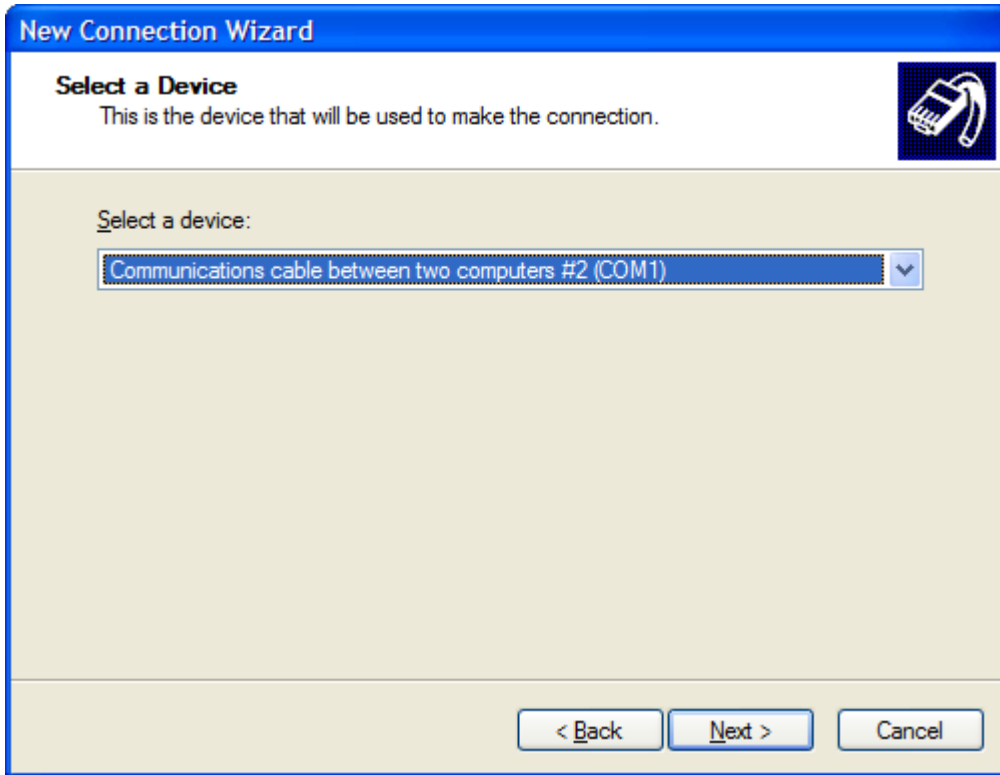 New Connection Wizard
Select a Device
This is the device that will be used to make the connection.
Select a device:
Communications cable between two computers #2 (COM1)
< Back
Next >
Cancel